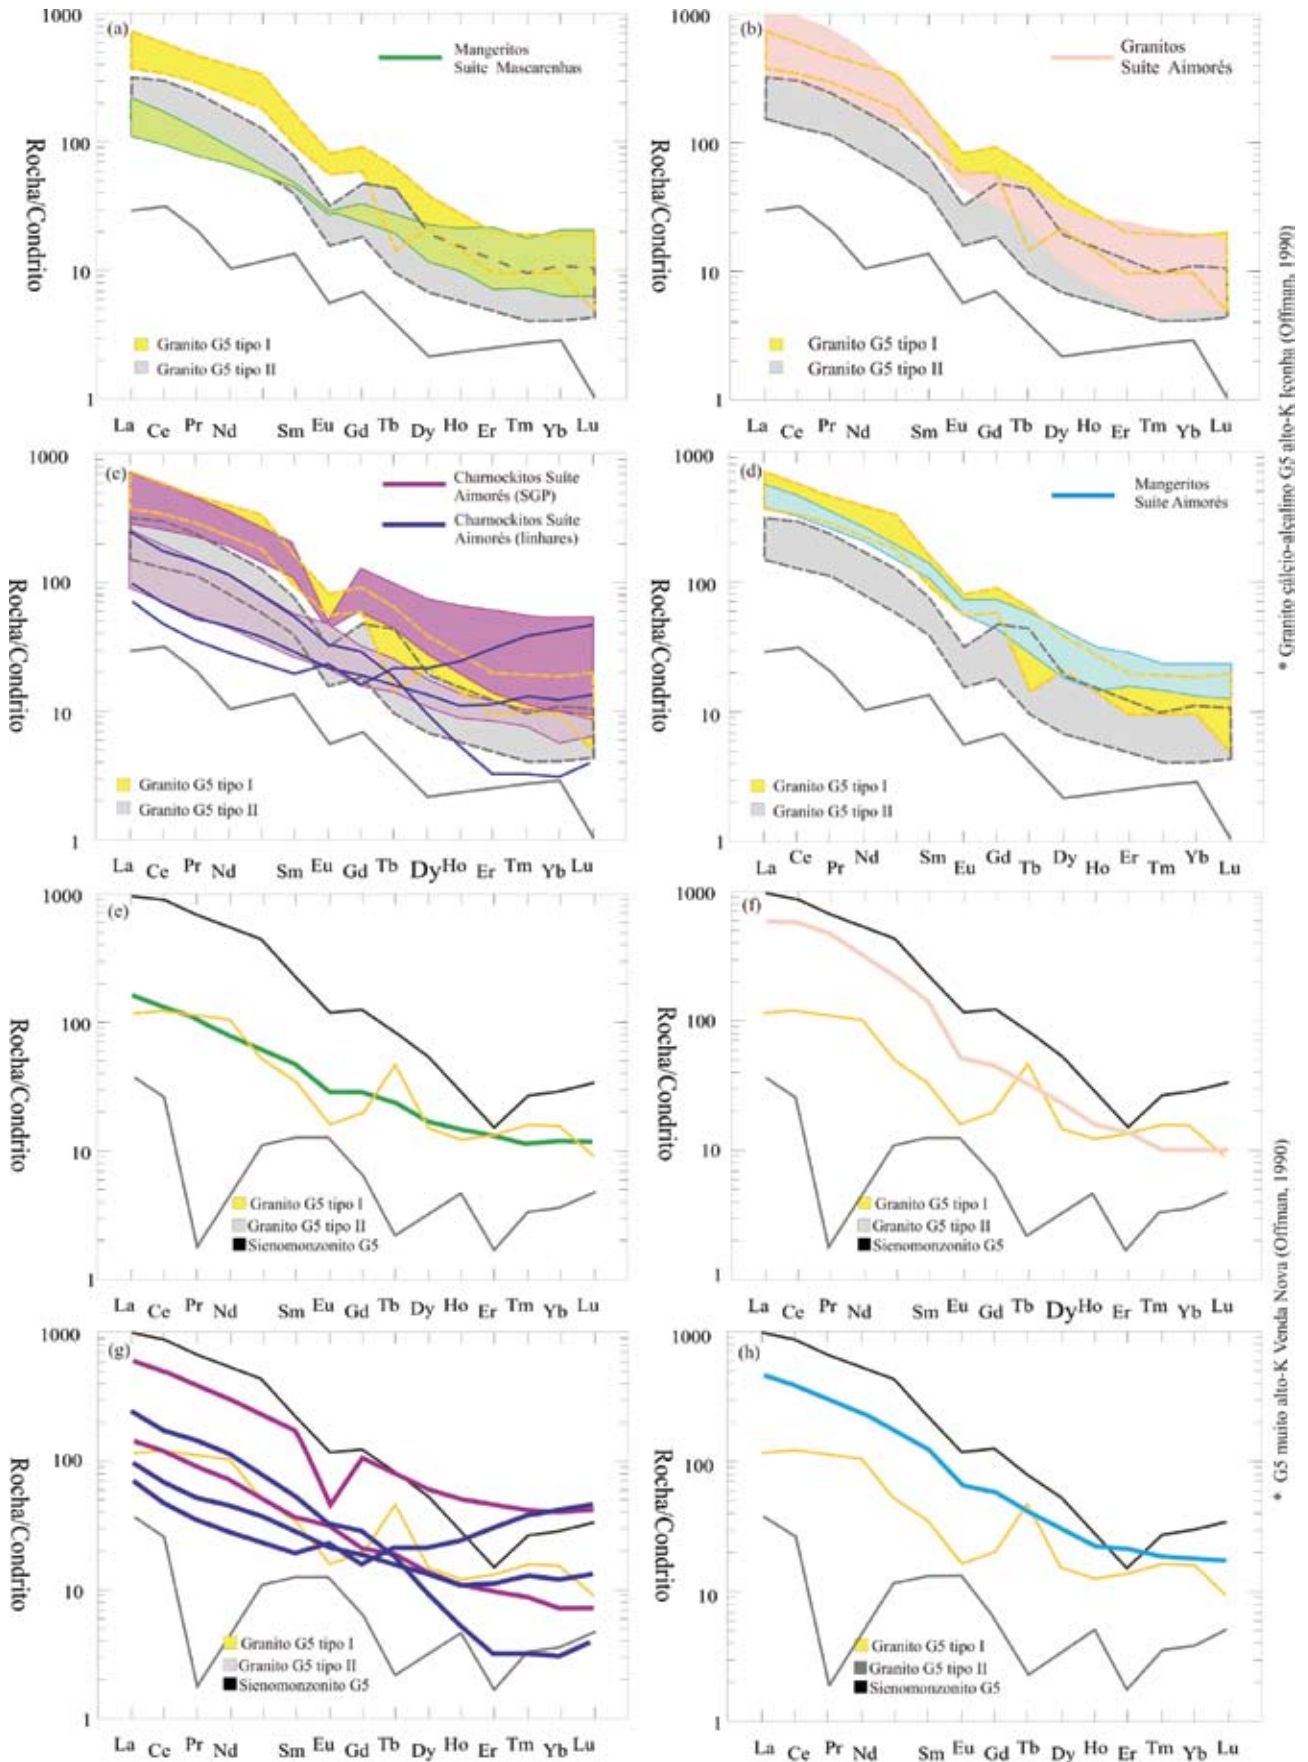 (a)
1000
100
10
1
Rocha/Condrito
Mangeritos
Suíte Mascarenhas
Granito G5 tipo I
Granito G5 tipo II
La Ce Pr Nd Sm Eu Gd Tb Dy Ho Er Tm Yb Lu
(b)
1000
100
10
1
Rocha/Condrito
Granitos
Suíte Aimorés
Granito G5 tipo I
Granito G5 tipo II
La Ce Pr Nd Sm Eu Gd Tb Dy Ho Er Tm Yb Lu
(c)
1000
100
10
1
Rocha/Condrito
Charnockitos Suíte
Aimorés (SGP)
Charnockitos Suíte
Aimorés (linhares)
Granito G5 tipo I
Granito G5 tipo II
La Ce Pr Nd Sm Eu Gd Tb Dy Ho Er Tm Yb Lu
(d)
1000
100
10
1
Rocha/Condrito
Mangeritos
Suíte Aimorés
Granito G5 tipo I
Granito G5 tipo II
La Ce Pr Nd Sm Eu Gd Tb Dy Ho Er Tm Yb Lu
* Granito cálcio-alcalino G5 alto-K Iconha (Offman, 1990)
(e)
1000
100
10
1
Rocha/Condrito
Granito G5 tipo I
Granito G5 tipo II
Sienomonzonito G5
La Ce Pr Nd Sm Eu Gd Tb Dy Ho Er Tm Yb Lu
(f)
1000
100
10
1
Rocha/Condrito
Granito G5 tipo I
Granito G5 tipo II
Sienomonzonito G5
La Ce Pr Nd Sm Eu Gd Tb Dy Ho Er Tm Yb Lu
(g)
1000
100
10
1
Rocha/Condrito
Granito G5 tipo I
Granito G5 tipo II
Sienomonzonito G5
La Ce Pr Nd Sm Eu Gd Tb Dy Ho Er Tm Yb Lu
(h)
1000
100
10
1
Rocha/Condrito
Granito G5 tipo I
Granito G5 tipo II
Sienomonzonito G5
La Ce Pr Nd Sm Eu Gd Tb Dy Ho Er Tm Yb Lu
* G5 muito alto-K Venda Nova (Offman, 1990)